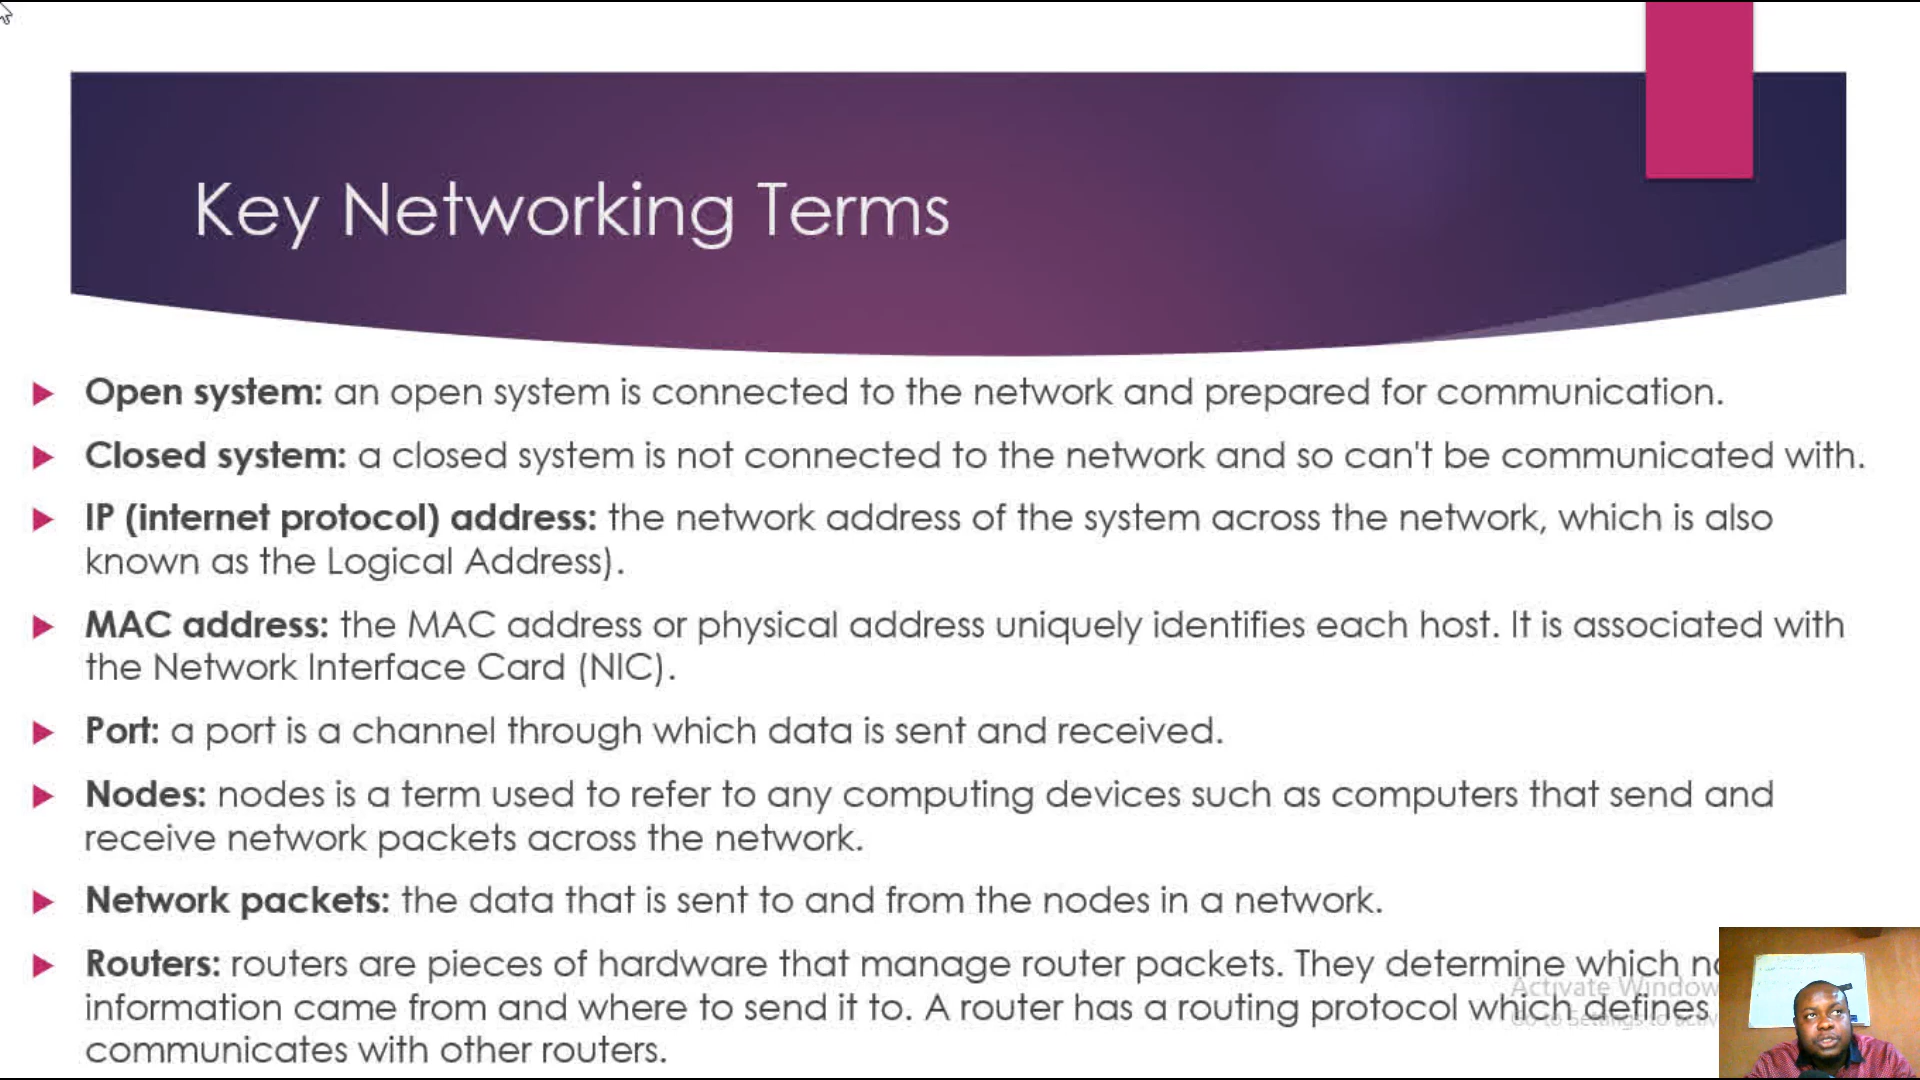 Key Networking Terms
Open system: an open system is connected to the network and prepared for communication.
Closed system: a closed system is not connected to the network and so can't be communicated with.
IP (internet protocol) address: the network address of the system across the network, which is also
known as the Logical Address).
MAC address: the MAC address or physical address uniquely identifies each host. It is associated with
the Network Interface Card (NIC).
Port: a port is a channel through which data is sent and received.
Nodes: nodes is a term used to refer to any computing devices such as computers that send and
receive network packets across the network.
Network packets: the data that is sent to and from the nodes in a network.
Routers: routers are pieces of hardware that manage router packets. They determine which
information came from and where to send it to. A router has a routing protocol which defines
communicates with other routers.
Activate Window
Go to Settings to